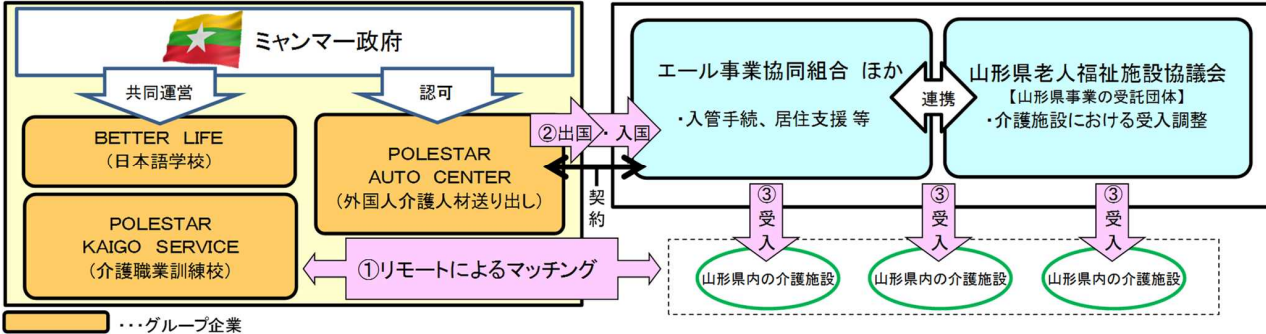 ミャンマー政府
共同運営
認可
BETTER LIFE
(日本語学校)
POLESTAR
KAIGO SERVICE
(介護職業訓練校)
POLESTAR
AUTO CENTER
(外国人介護人材送り出し)
②出国・入国
契約
エール事業協同組合 ほか
・入管手続、居住支援 等
連携
山形県老人福祉施設協議会
【山形県事業の受託団体】
・介護施設における受入調整
①リモートによるマッチング
③受入
③受入
③受入
山形県内の介護施設
山形県内の介護施設
山形県内の介護施設
・・・グループ企業